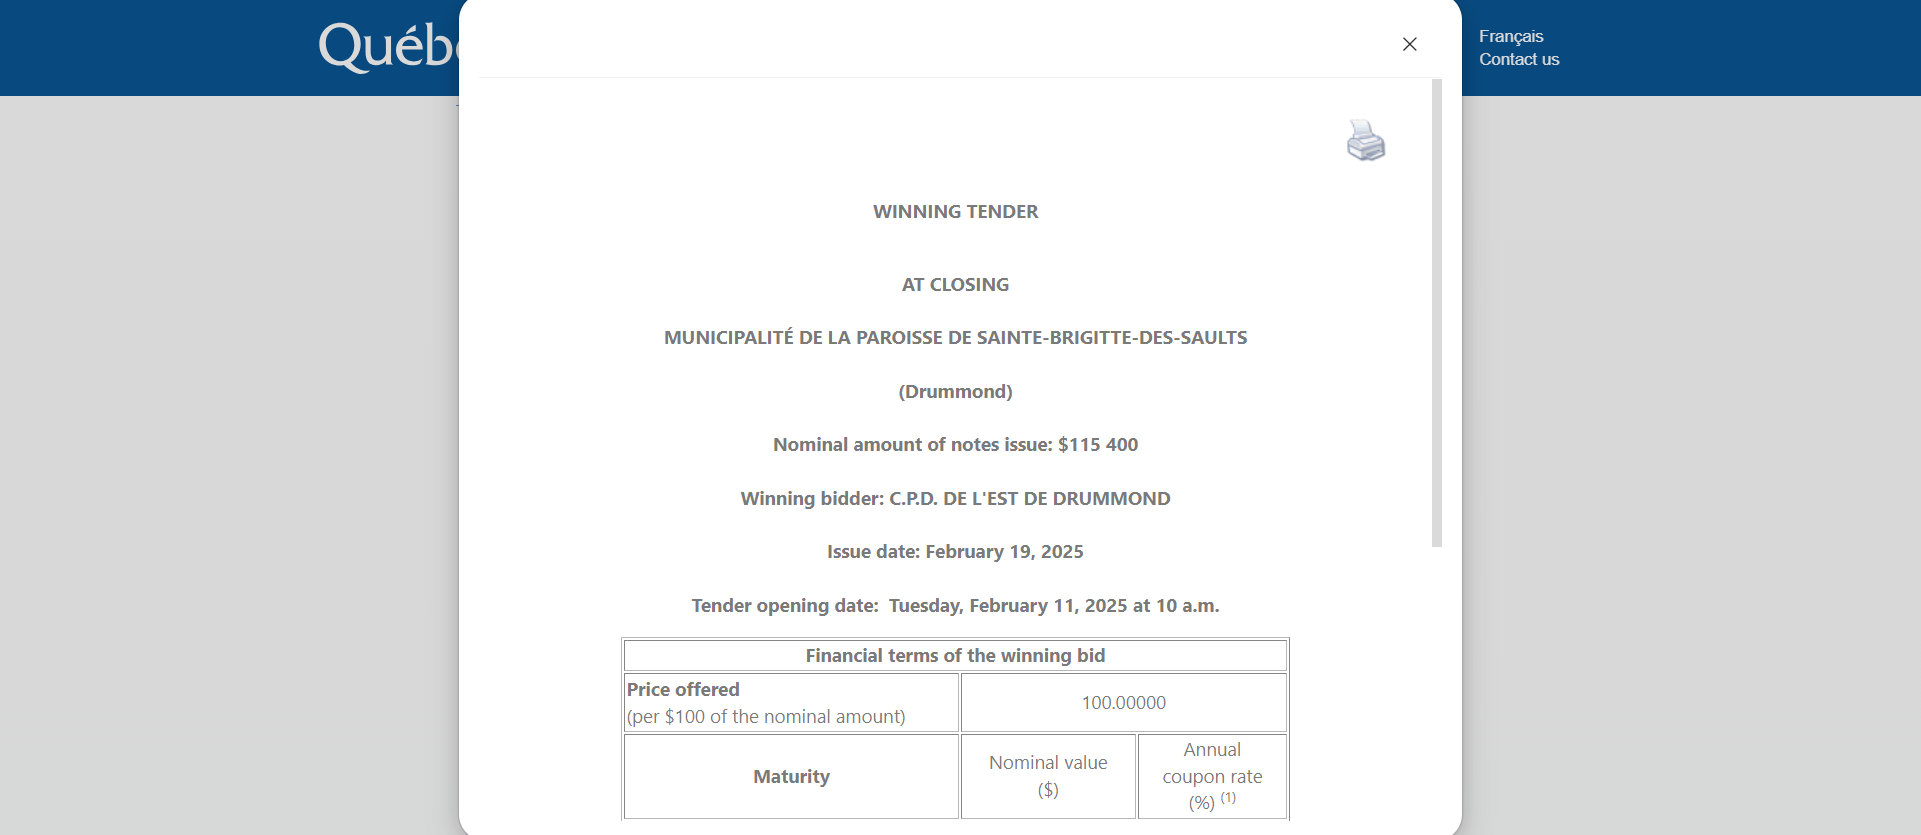 Français
Contact us
WINNING TENDER
AT CLOSING
MUNICIPALITÉ DE LA PAROISSE DE SAINTE-BRIGITTE-DES-SAULTS
(Drummond)
Nominal amount of notes issue: $115 400
Winning bidder: C.P.D. DE L'EST DE DRUMMOND
Issue date: February 19, 2025
Tender opening date:  Tuesday, February 11, 2025 at 10 a.m.
Financial terms of the winning bid
Price offered
(per $100 of the nominal amount)
100.00000
Maturity
Nominal value
($)
Annual
coupon rate
(%) (1)